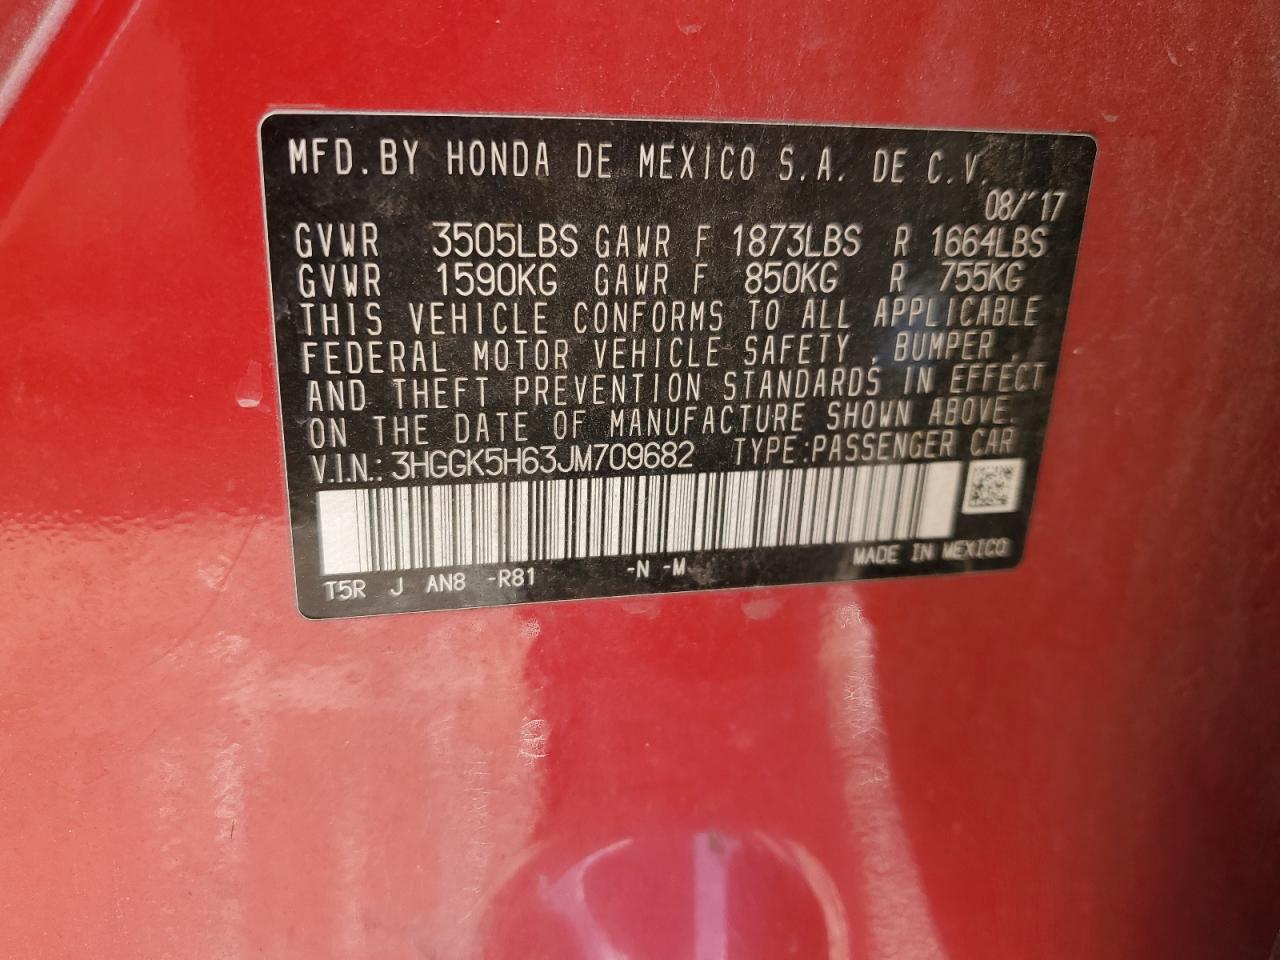 MFD.BY HONDA DE MEXICO S.A. DE C.V.
08/'17
GVWR 3505LBS GAWR F 1873LBS R 1664LBS
GVWR 1590KG GAWR F 850KG R 755KG
THIS VEHICLE CONFORMS TO ALL APPLICABLE
FEDERAL MOTOR VEHICLE SAFETY , BUMPER ,
AND THEFT PREVENTION STANDARDS IN EFFECT
ON THE DATE OF MANUFACTURE SHOWN ABOVE.
V.I.N.: 3HGGK5H63JM709682 TYPE:PASSENGER CAR
MADE IN MEXICO
T5R J AN8 -R81 -N -M